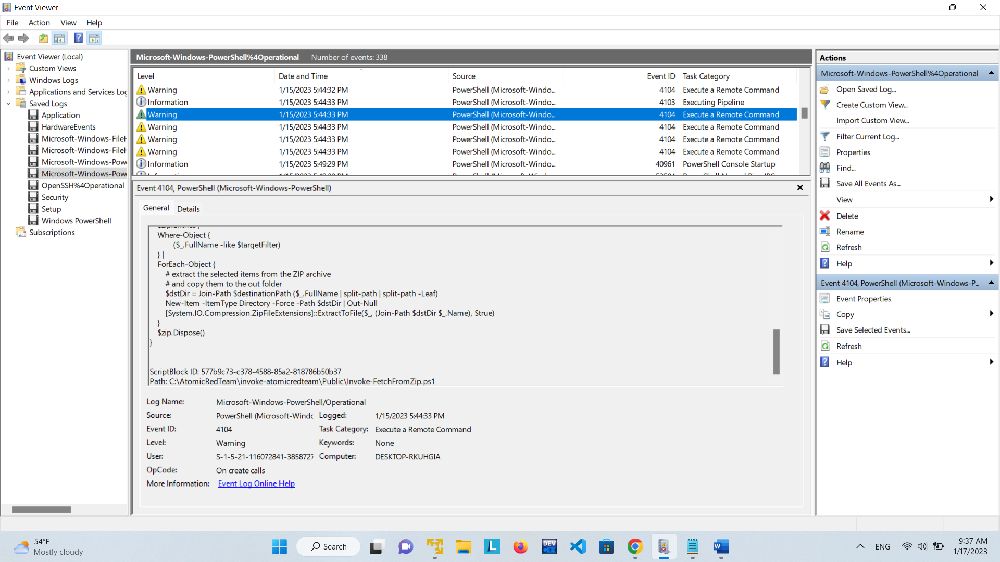 Event Viewer
File Action View Help
Event Viewer (Local)
Custom Views
Windows Logs
Applications and Services Log
Saved Logs
Application
HardwareEvents
Microsoft-Windows-FileH
Microsoft-Windows-FileH
Microsoft-Windows-Powe
Microsoft-Windows-Powe
OpenSSH%4Operational
Security
Setup
Windows PowerShell
Subscriptions
Microsoft-Windows-PowerShell%4Operational Number of events: 338
Level Date and Time Source Event ID Task Category
Warning 1/15/2023 5:44:32 PM PowerShell (Microsoft-Windo... 4104 Execute a Remote Command
Information 1/15/2023 5:44:33 PM PowerShell (Microsoft-Windo... 4103 Executing Pipeline
Warning 1/15/2023 5:44:33 PM PowerShell (Microsoft-Windo... 4104 Execute a Remote Command
Warning 1/15/2023 5:44:33 PM PowerShell (Microsoft-Windo... 4104 Execute a Remote Command
Warning 1/15/2023 5:44:33 PM PowerShell (Microsoft-Windo... 4104 Execute a Remote Command
Warning 1/15/2023 5:44:33 PM PowerShell (Microsoft-Windo... 4104 Execute a Remote Command
Information 1/15/2023 5:49:29 PM PowerShell (Microsoft-Windo... 40961 PowerShell Console Startup
Event 4104, PowerShell (Microsoft-Windows-PowerShell)
General Details
Where-Object {
($_.FullName -like $targetFilter)
} |
ForEach-Object {
# extract the selected items from the ZIP archive
# and copy them to the out folder
$dstDir = Join-Path $destinationPath ($_.FullName | split-path | split-path -Leaf)
New-Item -ItemType Directory -Force -Path $dstDir | Out-Null
[System.IO.Compression.ZipFileExtensions]::ExtractToFile($_, (Join-Path $dstDir $_.Name), $true)
}
$zip.Dispose()
}
ScriptBlock ID: 577b9c73-c378-4588-85a2-818786b50b37
Path: C:\AtomicRedTeam\invoke-atomicredteam\Public\Invoke-FetchFromZip.ps1
Log Name: Microsoft-Windows-PowerShell/Operational
Source: PowerShell (Microsoft-Windo Logged: 1/15/2023 5:44:33 PM
Event ID: 4104 Task Category: Execute a Remote Command
Level: Warning Keywords: None
User: S-1-5-21-116072841-3858727 Computer: DESKTOP-RKUHGIA
OpCode: On create calls
More Information: Event Log Online Help
Actions
Microsoft-Windows-PowerShell%4Operational
Open Saved Log...
Create Custom View...
Import Custom View...
Filter Current Log...
Properties
Find...
Save All Events As...
View
Delete
Rename
Refresh
Help
Event 4104, PowerShell (Microsoft-Windows-P...
Event Properties
Copy
Save Selected Events...
Refresh
Help
54°F
Mostly cloudy
Search
L
DEV
C++
W
ENG
9:37 AM
1/17/2023